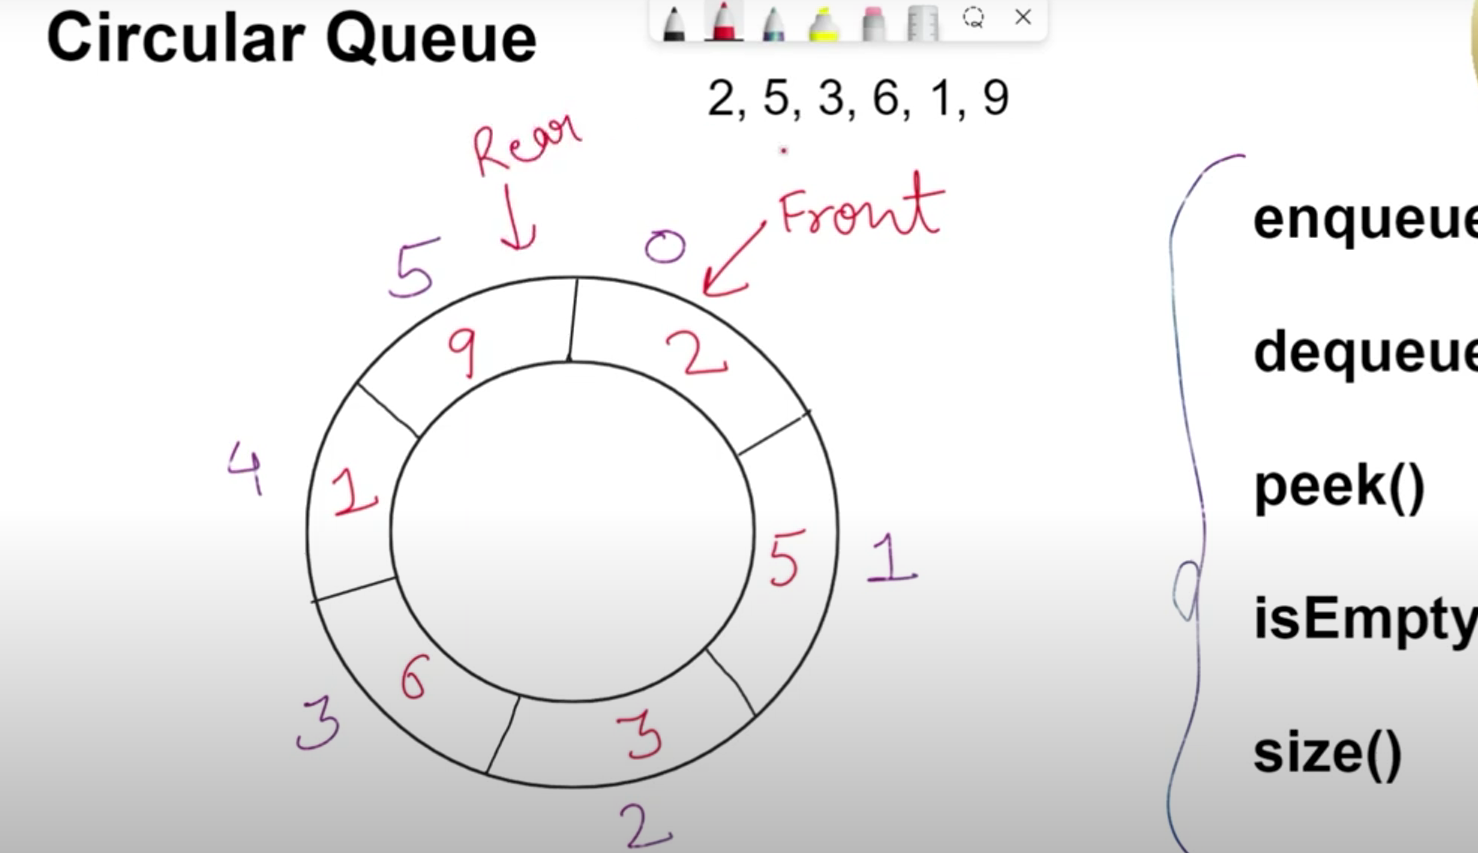 Circular Queue
2, 5, 3, 6, 1, 9
Rear
Front
5
0
9
2
4
1
5
1
6
3
3
2
enqueue
dequeue
peek()
isEmpty
size()